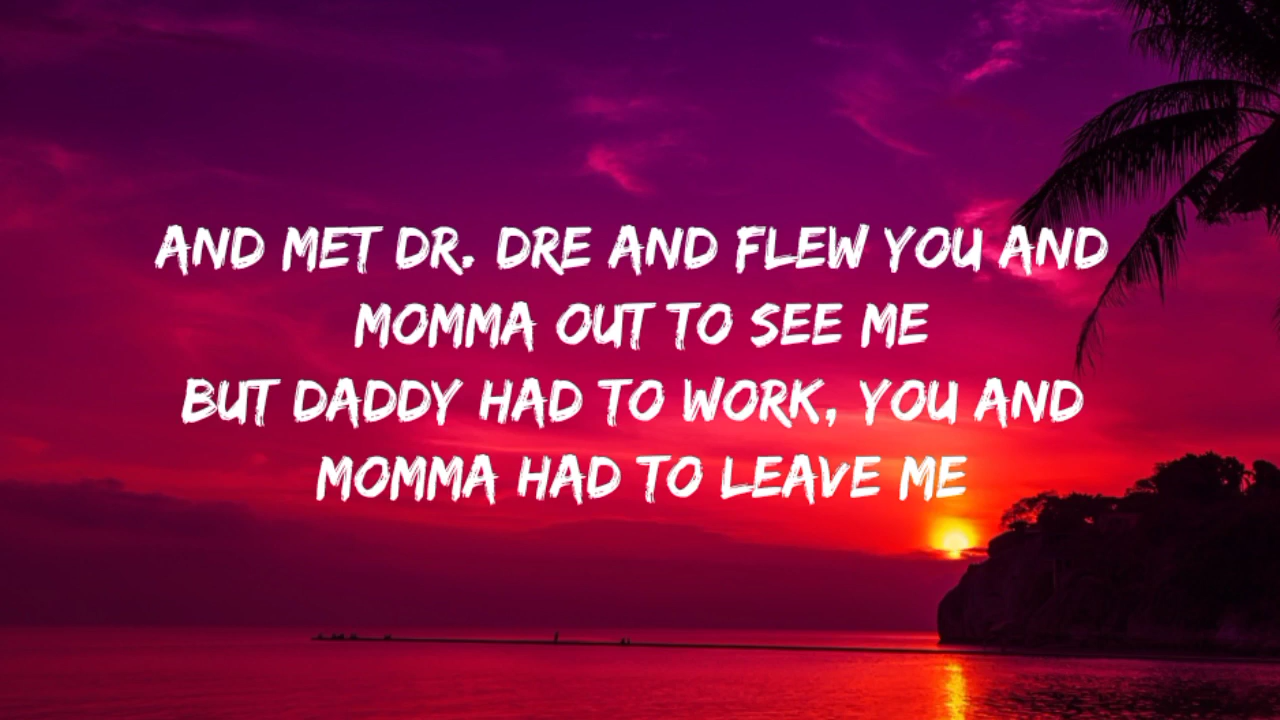 AND MET DR. DRE AND FLEW YOU AND
MOMMA OUT TO SEE ME
BUT DADDY HAD TO WORK, YOU AND
MOMMA HAD TO LEAVE ME